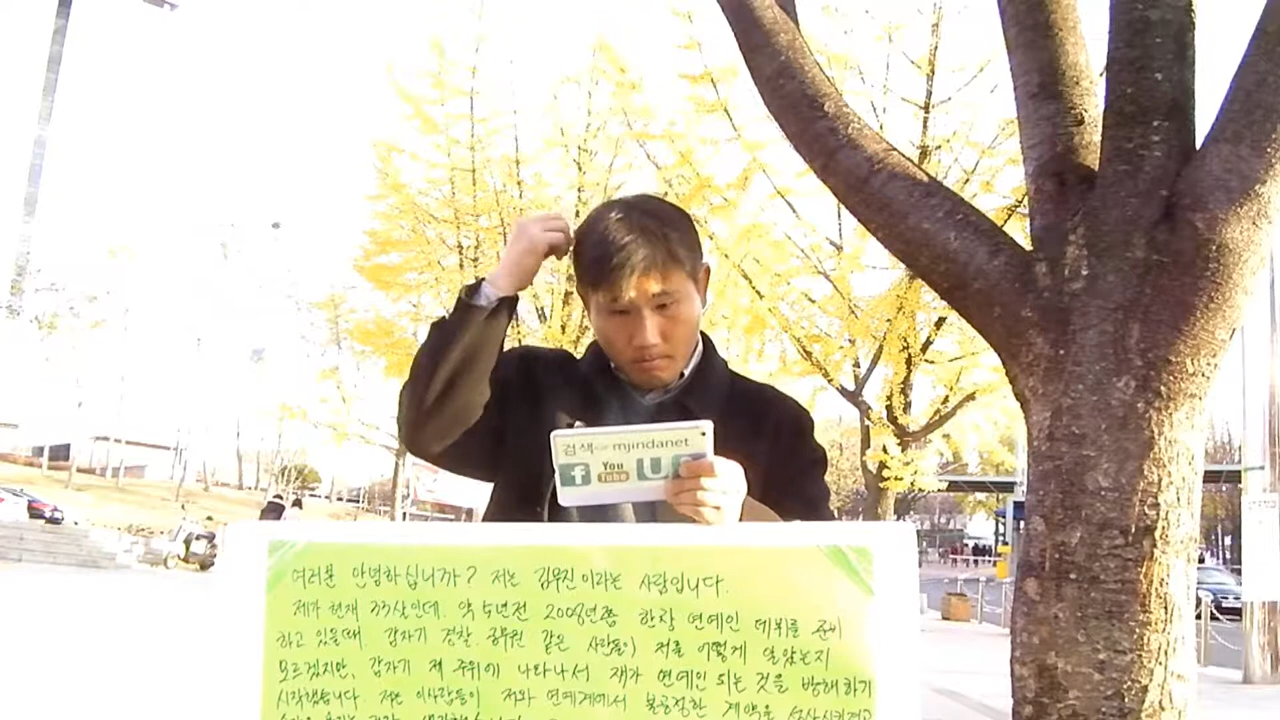 검색 mjindanet
f You Tube U
여러분 안녕하십니까? 저는 김무진이라는 사람입니다.
제가 현재 33살인데. 약 5년전 2008년쯤 한창 연예인 데뷔를 준비
하고 있을때. 갑자기 경찰. 공무원 같은 사람들이 저를 어떻게 알았는지
모르겠지만, 갑자기 제 주위에 나타나서 제가 연예인 되는 것을 방해하기
시작했습니다. 저는 이사람들이 저와 연예계에서 불공정한 계약을